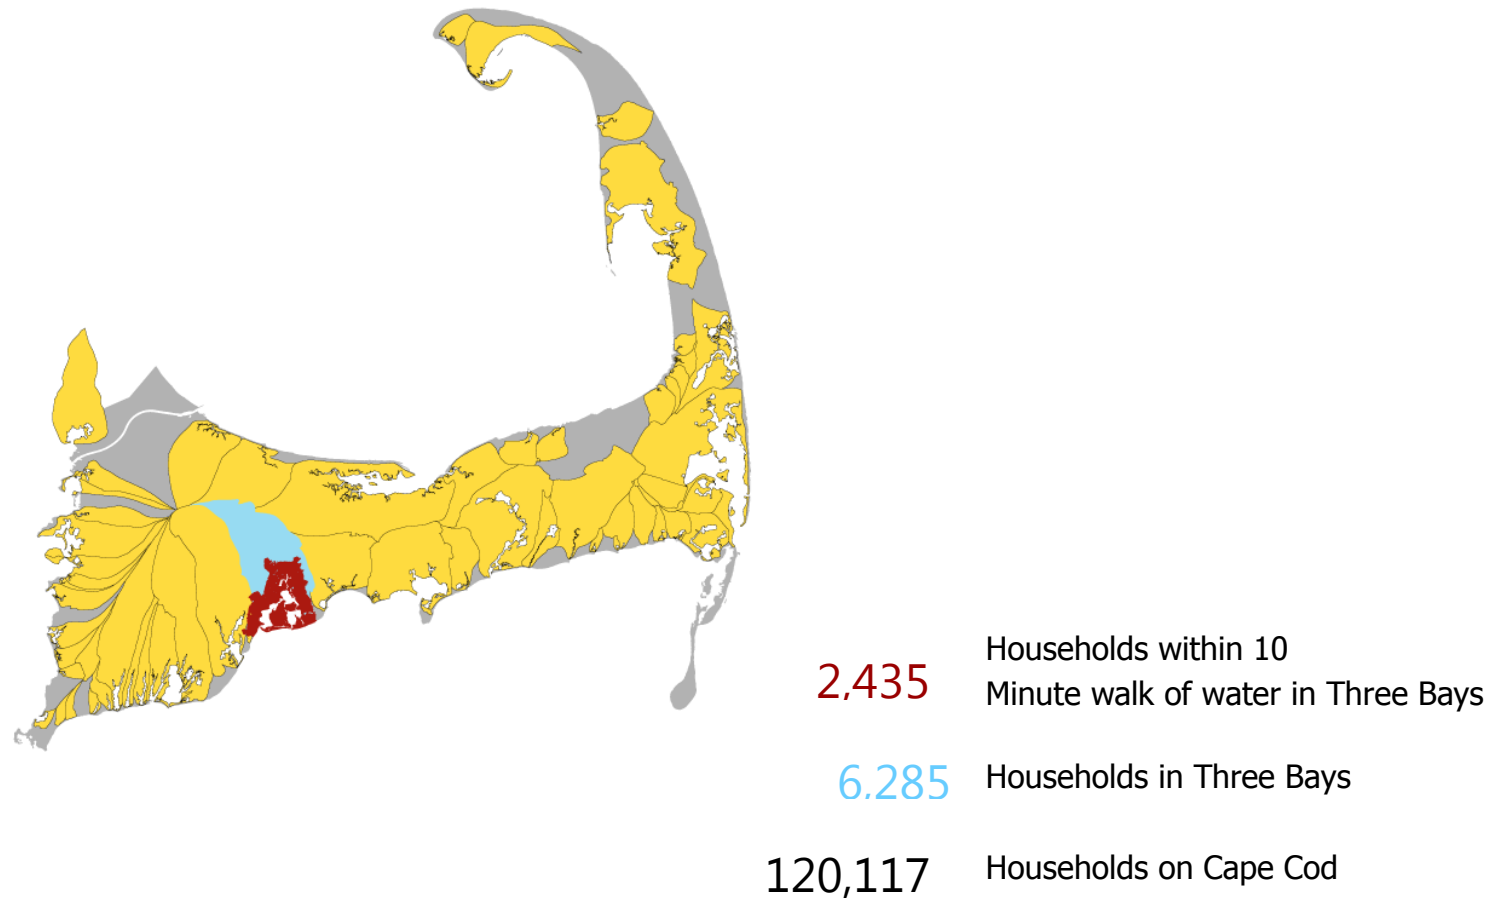 2,435
Households within 10
Minute walk of water in Three Bays
6,285
Households in Three Bays
120,117
Households on Cape Cod